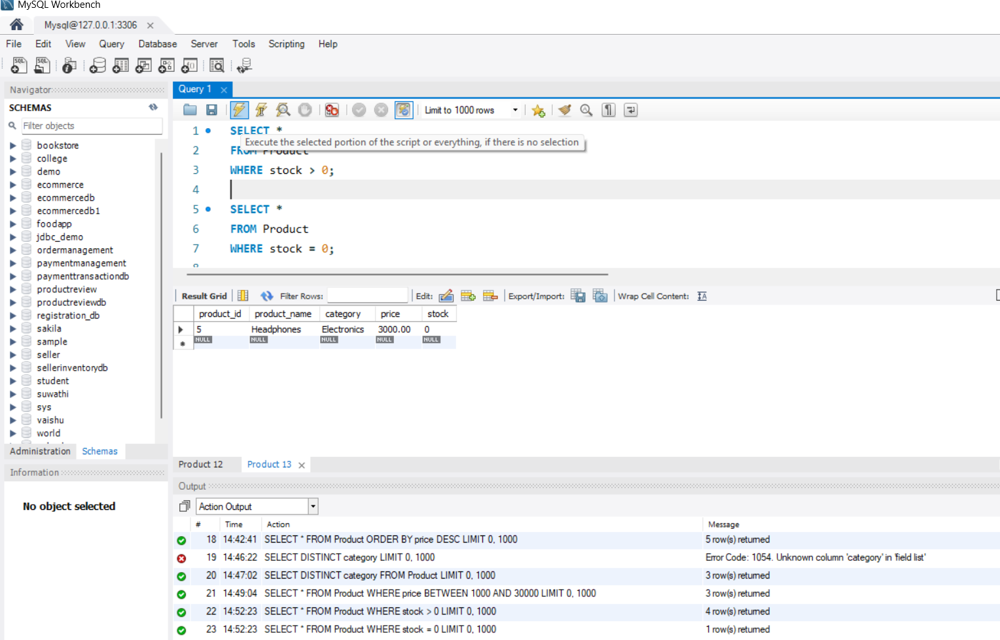 MySQL Workbench
Mysql@127.0.0.1:3306
File Edit View Query Database Server Tools Scripting Help
Navigator
SCHEMAS
Filter objects
bookstore
college
demo
ecommerce
ecommercedb
ecommercedb1
foodapp
jdbc_demo
ordermanagement
paymentmanagement
paymenttransactiondb
productreview
productreviewdb
registration_db
sakila
sample
seller
sellerinventorydb
student
suwathi
sys
vaishu
world
Administration Schemas
Information
No object selected
Query 1
Limit to 1000 rows
1 SELECT *
Execute the selected portion of the script or everything, if there is no selection
2 FROM Product
3 WHERE stock > 0;
4
5 SELECT *
6 FROM Product
7 WHERE stock = 0;
8
Result Grid Filter Rows: Edit: Export/Import: Wrap Cell Content:
product_id product_name category price stock
5 Headphones Electronics 3000.00 0
NULL NULL NULL NULL NULL
Product 12 Product 13
Output
Action Output
# Time Action Message
18 14:42:41 SELECT * FROM Product ORDER BY price DESC LIMIT 0, 1000 5 row(s) returned
19 14:46:22 SELECT DISTINCT category LIMIT 0, 1000 Error Code: 1054. Unknown column 'category' in 'field list'
20 14:47:02 SELECT DISTINCT category FROM Product LIMIT 0, 1000 3 row(s) returned
21 14:49:04 SELECT * FROM Product WHERE price BETWEEN 1000 AND 30000 LIMIT 0, 1000 3 row(s) returned
22 14:52:23 SELECT * FROM Product WHERE stock > 0 LIMIT 0, 1000 4 row(s) returned
23 14:52:23 SELECT * FROM Product WHERE stock = 0 LIMIT 0, 1000 1 row(s) returned